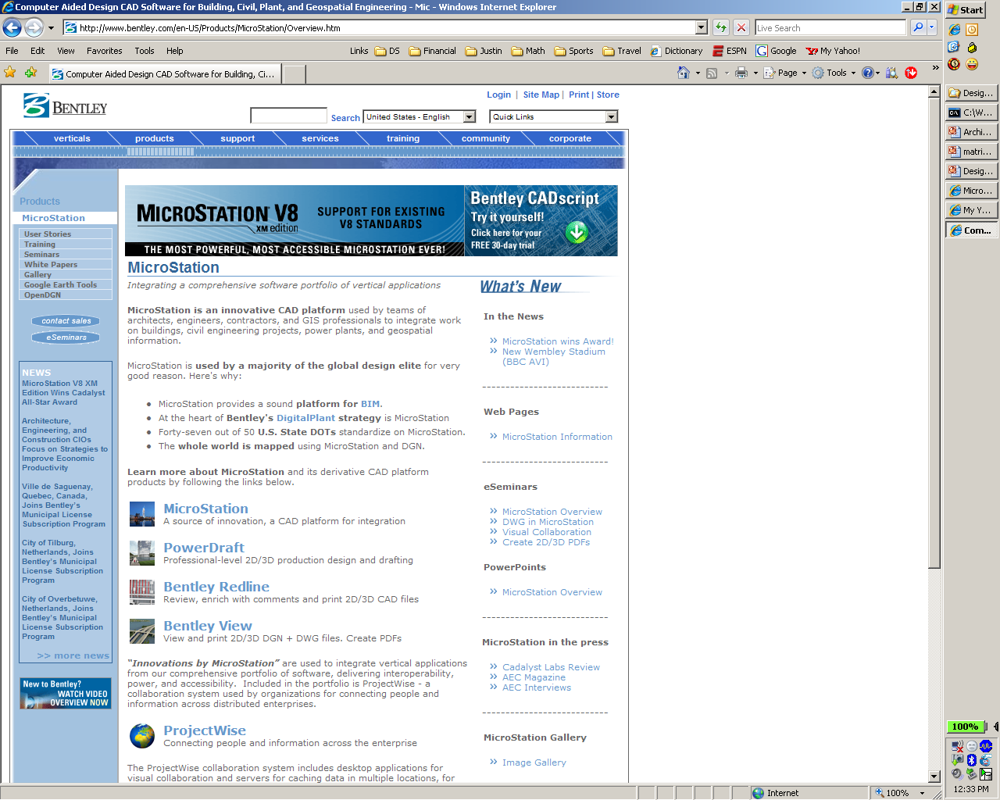 Computer Aided Design CAD Software for Building, Civil, Plant, and Geospatial Engineering - Mic - Windows Internet Explorer
http://www.bentley.com/en-US/Products/MicroStation/Overview.htm
Live Search
File Edit View Favorites Tools Help
Links DS Financial Justin Math Sports Travel Dictionary ESPN Google My Yahoo!
Computer Aided Design CAD Software for Building, Ci...
Page Tools
BENTLEY
Login | Site Map | Print | Store
Search United States - English Quick Links
verticals products support services training community corporate
Products
MicroStation
User Stories
Training
Seminars
White Papers
Gallery
Google Earth Tools
OpenDGN
contact sales
eSeminars
NEWS
MicroStation V8 XM
Edition Wins Cadalyst
All-Star Award
Architecture,
Engineering, and
Construction CIOs
Focus on Strategies to
Improve Economic
Productivity
Ville de Saguenay,
Quebec, Canada,
Joins Bentley's
Municipal License
Subscription Program
City of Tilburg,
Netherlands, Joins
Bentley's Municipal
License Subscription
Program
City of Overbetuwe,
Netherlands, Joins
Bentley's Municipal
License Subscription
Program
>> more news
New to Bentley?
WATCH VIDEO
OVERVIEW NOW
MICROSTATION V8
XM edition
SUPPORT FOR EXISTING
V8 STANDARDS
THE MOST POWERFUL, MOST ACCESSIBLE MICROSTATION EVER!
Bentley CADscript
Try it yourself!
Click here for your
FREE 30-day trial
MicroStation
Integrating a comprehensive software portfolio of vertical applications
MicroStation is an innovative CAD platform used by teams of
architects, engineers, contractors, and GIS professionals to integrate work
on buildings, civil engineering projects, power plants, and geospatial
information.
MicroStation is used by a majority of the global design elite for very
good reason. Here's why:
• MicroStation provides a sound platform for BIM.
• At the heart of Bentley's DigitalPlant strategy is MicroStation
• Forty-seven out of 50 U.S. State DOTs standardize on MicroStation.
• The whole world is mapped using MicroStation and DGN.
Learn more about MicroStation and its derivative CAD platform
products by following the links below.
MicroStation
A source of innovation, a CAD platform for integration
PowerDraft
Professional-level 2D/3D production design and drafting
Bentley Redline
Review, enrich with comments and print 2D/3D CAD files
Bentley View
View and print 2D/3D DGN + DWG files. Create PDFs
“Innovations by MicroStation” are used to integrate vertical applications
from our comprehensive portfolio of software, delivering interoperability,
power, and accessibility. Included in the portfolio is ProjectWise - a
collaboration system used by organizations for connecting people and
information across distributed enterprises.
ProjectWise
Connecting people and information across the enterprise
The ProjectWise collaboration system includes desktop applications for
visual collaboration and servers for caching data in multiple locations, for
What's New
In the News
» MicroStation wins Award!
» New Wembley Stadium
(BBC AVI)
---------------------------
Web Pages
» MicroStation Information
---------------------------
eSeminars
» MicroStation Overview
» DWG in MicroStation
» Visual Collaboration
» Create 2D/3D PDFs
PowerPoints
» MicroStation Overview
---------------------------
MicroStation in the press
» Cadalyst Labs Review
» AEC Magazine
» AEC Interviews
---------------------------
MicroStation Gallery
» Image Gallery
Internet 100%
Start
Desig...
C:\W...
Archi...
matri...
Desig...
Micro...
My Y...
Com...
100%
12:33 PM